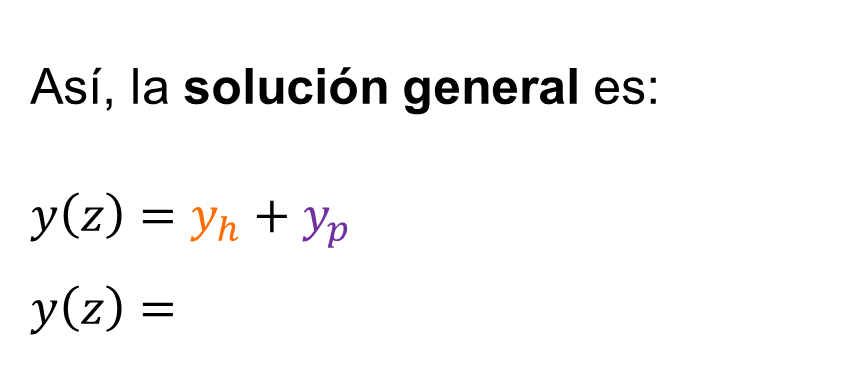 Así, la solución general es:
y(z) = y_h + y_p
y(z) =